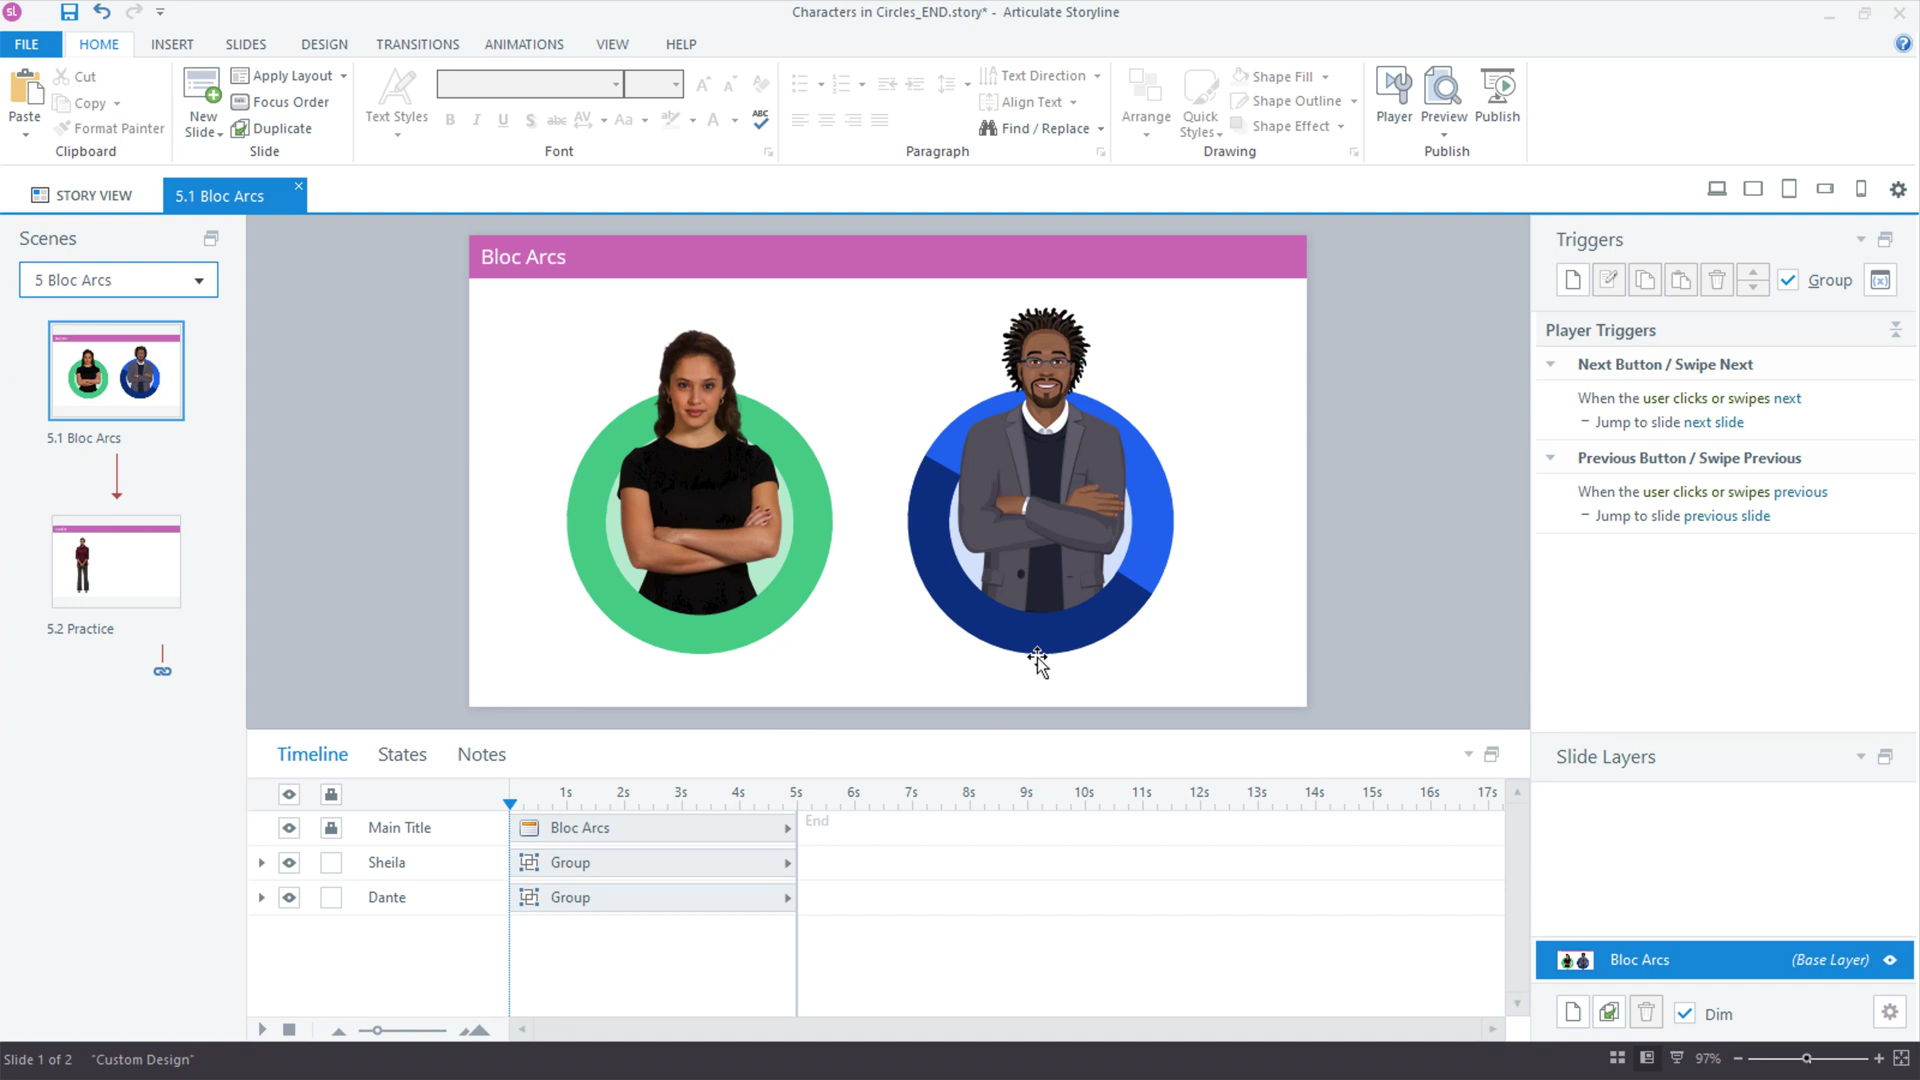 sl
Characters in Circles_END.story* - Articulate Storyline
FILE HOME INSERT SLIDES DESIGN TRANSITIONS ANIMATIONS VIEW HELP
Paste
Cut
Copy
Format Painter
Clipboard
New Slide
Apply Layout
Focus Order
Duplicate
Slide
Text Styles
B I U S abc AV Aa A ABC
Font
Text Direction
Align Text
Find / Replace
Paragraph
Arrange
Quick Styles
Shape Fill
Shape Outline
Shape Effect
Drawing
Player
Preview
Publish
Publish
STORY VIEW
5.1 Bloc Arcs
Scenes
5 Bloc Arcs
5.1 Bloc Arcs
5.2 Practice
Bloc Arcs
Triggers
Group
Player Triggers
Next Button / Swipe Next
When the user clicks or swipes next
– Jump to slide next slide
Previous Button / Swipe Previous
When the user clicks or swipes previous
– Jump to slide previous slide
Timeline States Notes
1s 2s 3s 4s 5s 6s 7s 8s 9s 10s 11s 12s 13s 14s 15s 16s 17s
Main Title Bloc Arcs End
Sheila Group
Dante Group
Slide Layers
Bloc Arcs (Base Layer)
Dim
Slide 1 of 2 "Custom Design" 97%